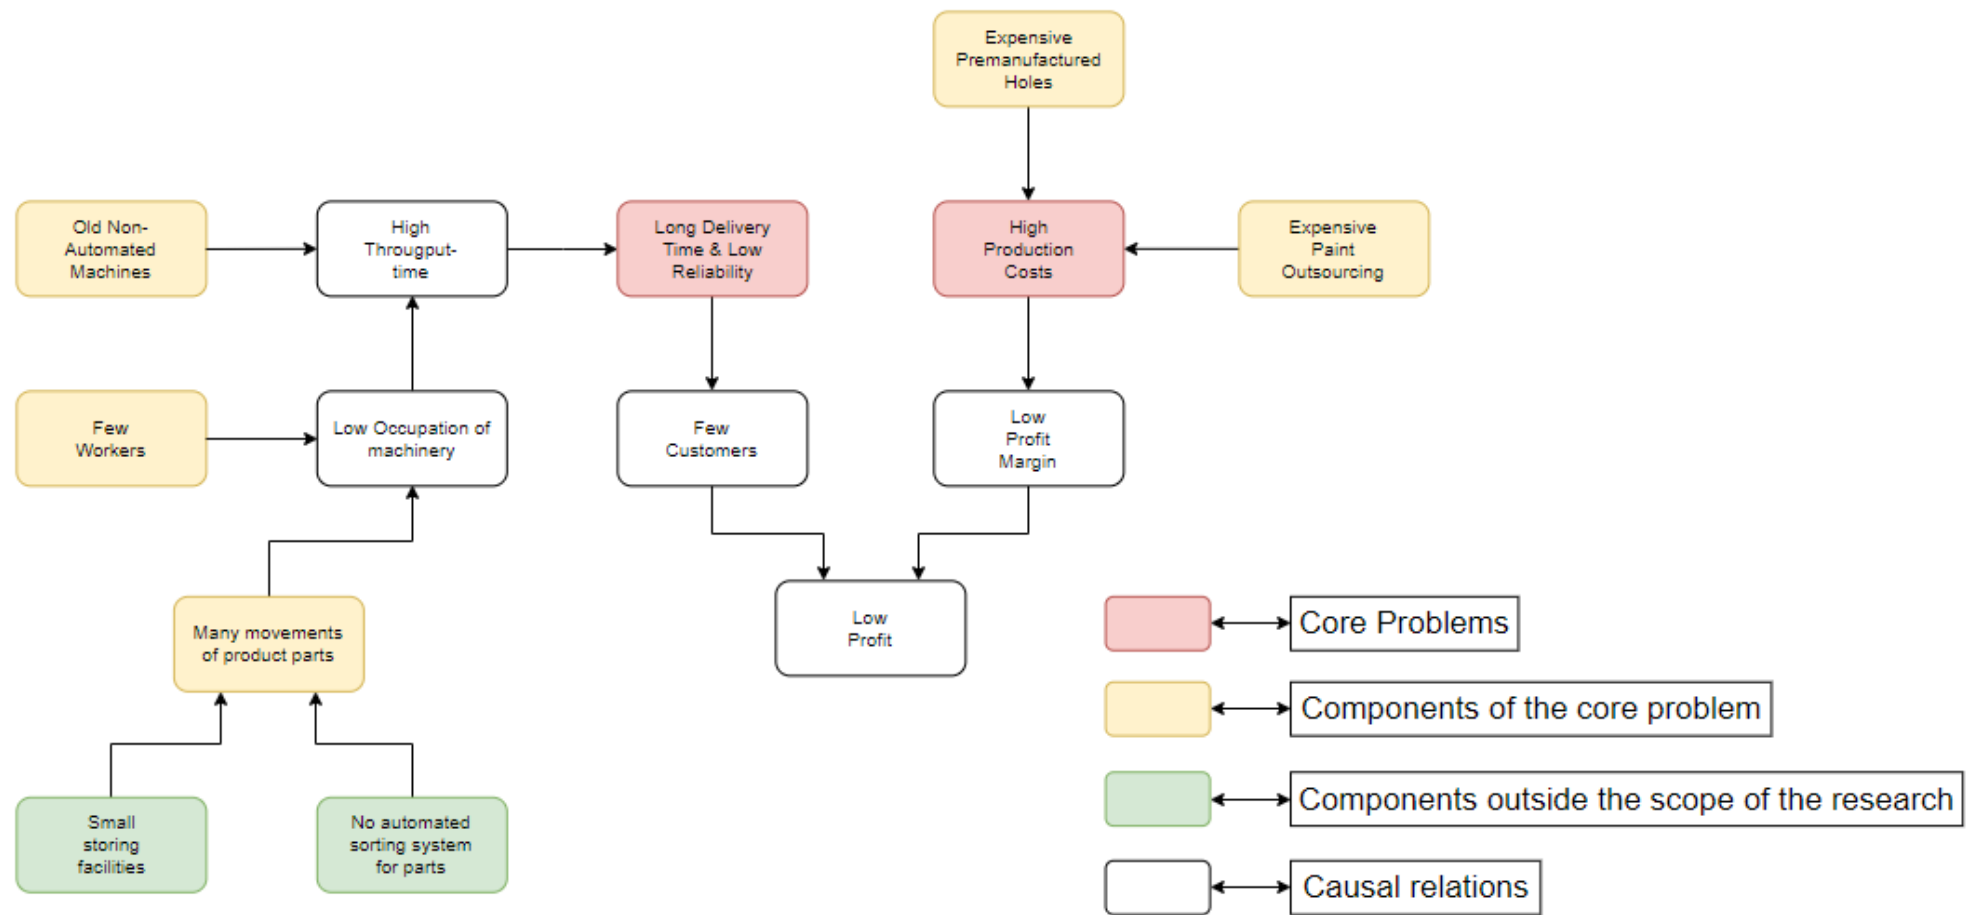 Expensive
Premanufactured
Holes
Old Non-
Automated
Machines
High
Througput-
time
Long Delivery
Time & Low
Reliability
High
Production
Costs
Expensive
Paint
Outsourcing
Few
Workers
Low Occupation of
machinery
Few
Customers
Low
Profit
Margin
Many movements
of product parts
Low
Profit
Small
storing
facilities
No automated
sorting system
for parts
Core Problems
Components of the core problem
Components outside the scope of the research
Causal relations